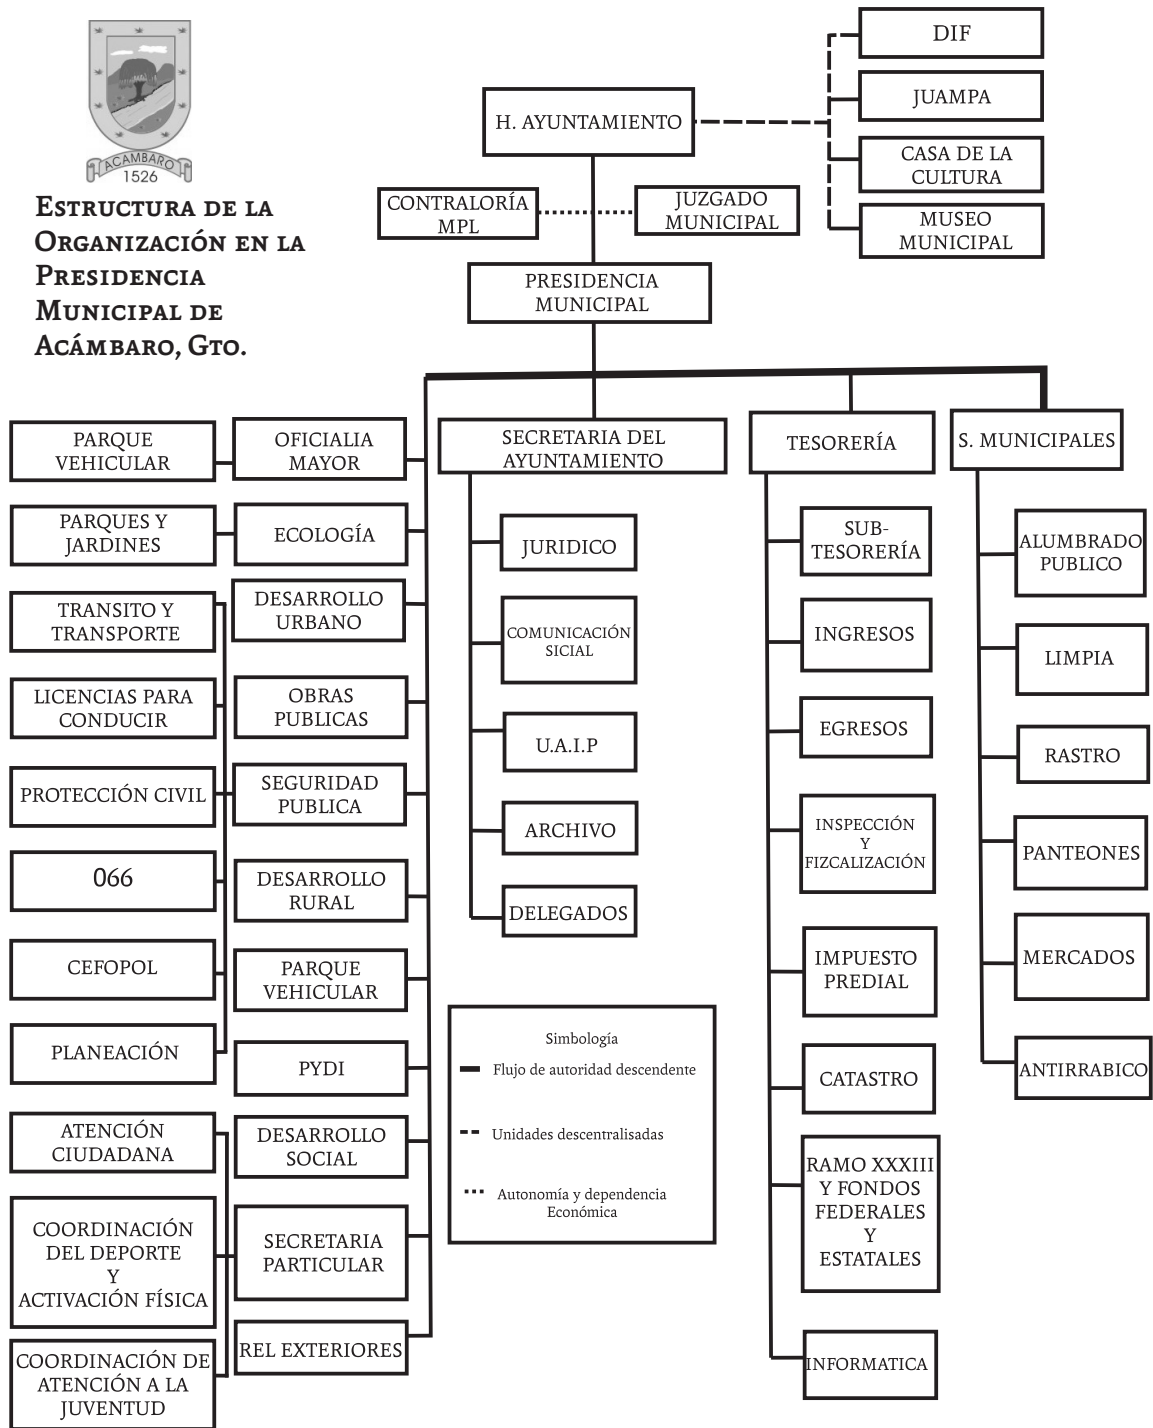 ACAMBARO
1526
ESTRUCTURA DE LA
ORGANIZACIÓN EN LA
PRESIDENCIA
MUNICIPAL DE
ACÁMBARO, GTO.
DIF
JUAMPA
CASA DE LA
CULTURA
MUSEO
MUNICIPAL
H. AYUNTAMIENTO
CONTRALORÍA
MPL
JUZGADO
MUNICIPAL
PRESIDENCIA
MUNICIPAL
PARQUE
VEHICULAR
OFICIALIA
MAYOR
PARQUES Y
JARDINES
ECOLOGÍA
TRANSITO Y
TRANSPORTE
DESARROLLO
URBANO
LICENCIAS PARA
CONDUCIR
OBRAS
PUBLICAS
PROTECCIÓN CIVIL
SEGURIDAD
PUBLICA
066
DESARROLLO
RURAL
CEFOPOL
PARQUE
VEHICULAR
PLANEACIÓN
PYDI
ATENCIÓN
CIUDADANA
DESARROLLO
SOCIAL
COORDINACIÓN
DEL DEPORTE
Y
ACTIVACIÓN FÍSICA
SECRETARIA
PARTICULAR
COORDINACIÓN DE
ATENCIÓN A LA
JUVENTUD
REL EXTERIORES
SECRETARIA DEL
AYUNTAMIENTO
JURIDICO
COMUNICACIÓN
SICIAL
U.A.I.P
ARCHIVO
DELEGADOS
TESORERÍA
SUB-
TESORERÍA
INGRESOS
EGRESOS
INSPECCIÓN
Y
FIZCALIZACIÓN
IMPUESTO
PREDIAL
CATASTRO
RAMO XXXIII
Y FONDOS
FEDERALES
Y
ESTATALES
INFORMATICA
S. MUNICIPALES
ALUMBRADO
PUBLICO
LIMPIA
RASTRO
PANTEONES
MERCADOS
ANTIRRABICO
Simbología
Flujo de autoridad descendente
Unidades descentralisadas
Autonomía y dependencia
Económica